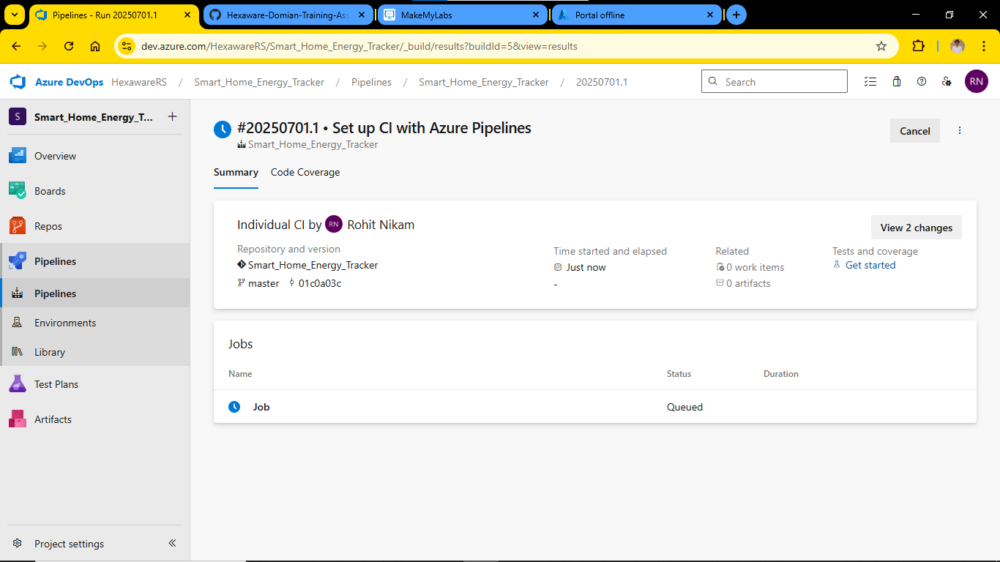 Pipelines - Run 20250701.1
Hexaware-Domian-Training-Ass
MakeMyLabs
Portal offline
dev.azure.com/HexawareRS/Smart_Home_Energy_Tracker/_build/results?buildId=5&view=results
Azure DevOps HexawareRS / Smart_Home_Energy_Tracker / Pipelines / Smart_Home_Energy_Tracker / 20250701.1
Search
RN
S Smart_Home_Energy_T...
Overview
Boards
Repos
Pipelines
Pipelines
Environments
Library
Test Plans
Artifacts
Project settings
#20250701.1 • Set up CI with Azure Pipelines
Smart_Home_Energy_Tracker
Cancel
Summary Code Coverage
Individual CI by RN Rohit Nikam
View 2 changes
Repository and version
Smart_Home_Energy_Tracker
master 01c0a03c
Time started and elapsed
Just now
-
Related
0 work items
0 artifacts
Tests and coverage
Get started
Jobs
Name Status Duration
Job Queued